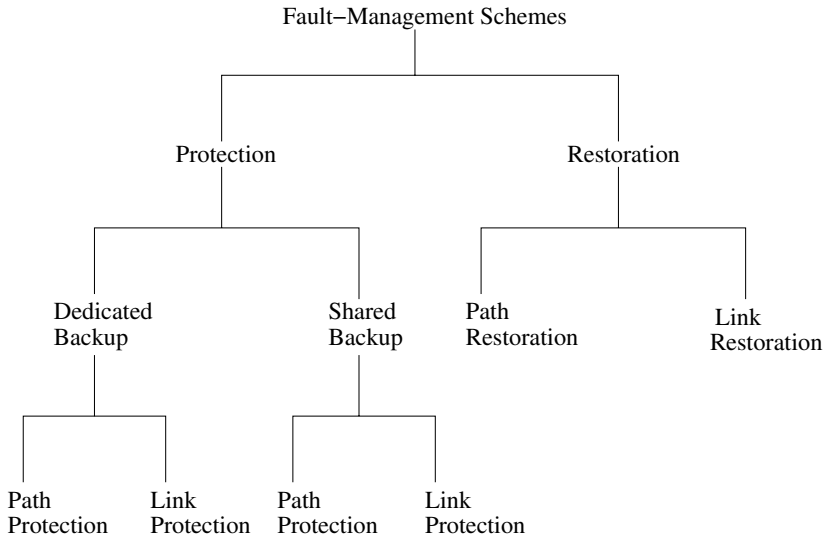 Fault−Management Schemes
Protection
Restoration
Dedicated
Backup
Shared
Backup
Path
Restoration
Link
Restoration
Path
Protection
Link
Protection
Path
Protection
Link
Protection